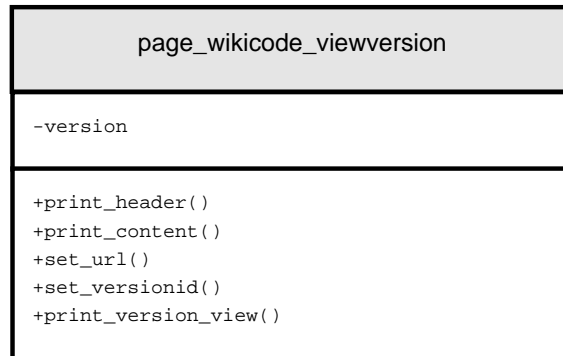 page_wikicode_viewversion
-version
+print_header()
+print_content()
+set_url()
+set_versionid()
+print_version_view()